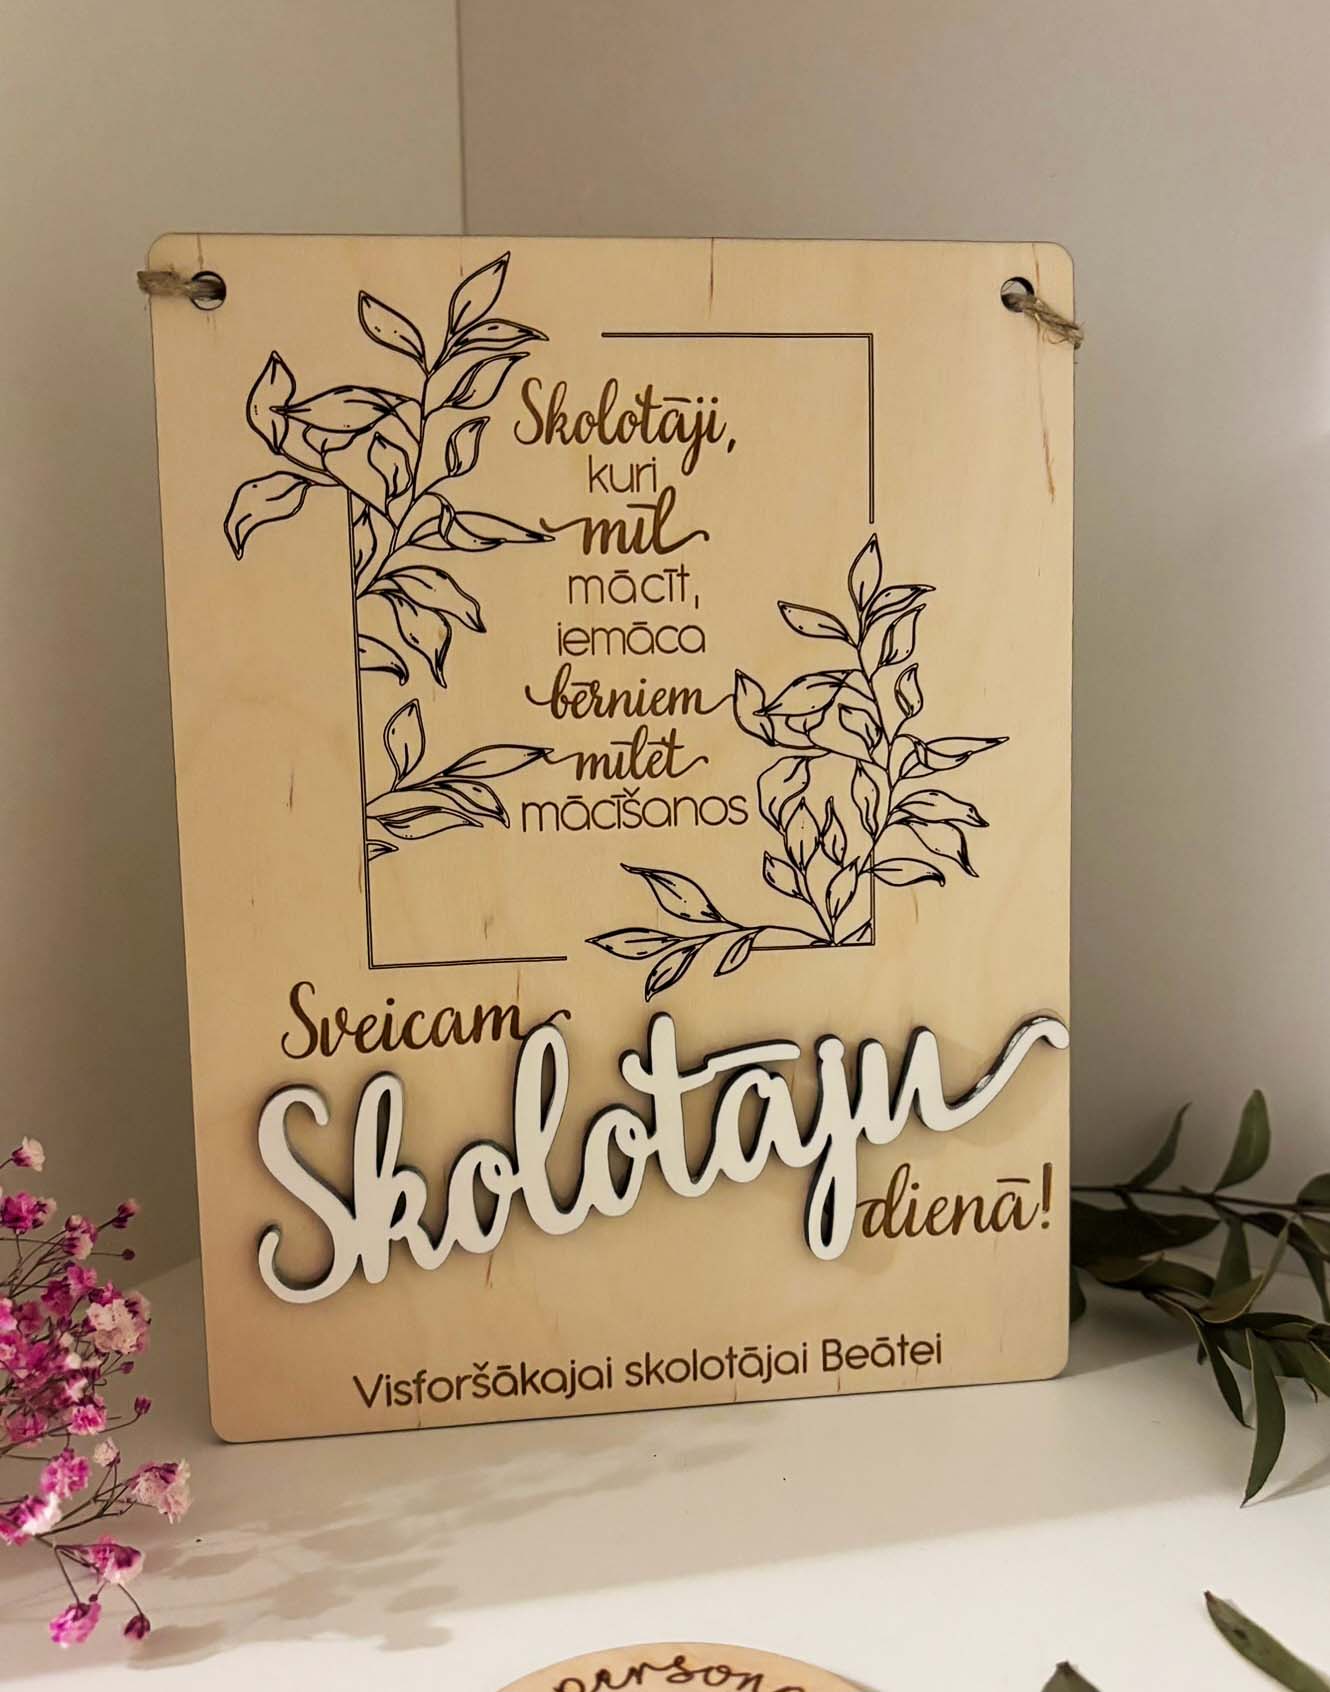 Skolotāji,
kuri
mīl
mācīt,
iemāca
bērniem
mīlēt
mācīšanos
Sveicam
Skolotāju
dienā!
Visforšākajai skolotājai Beātei